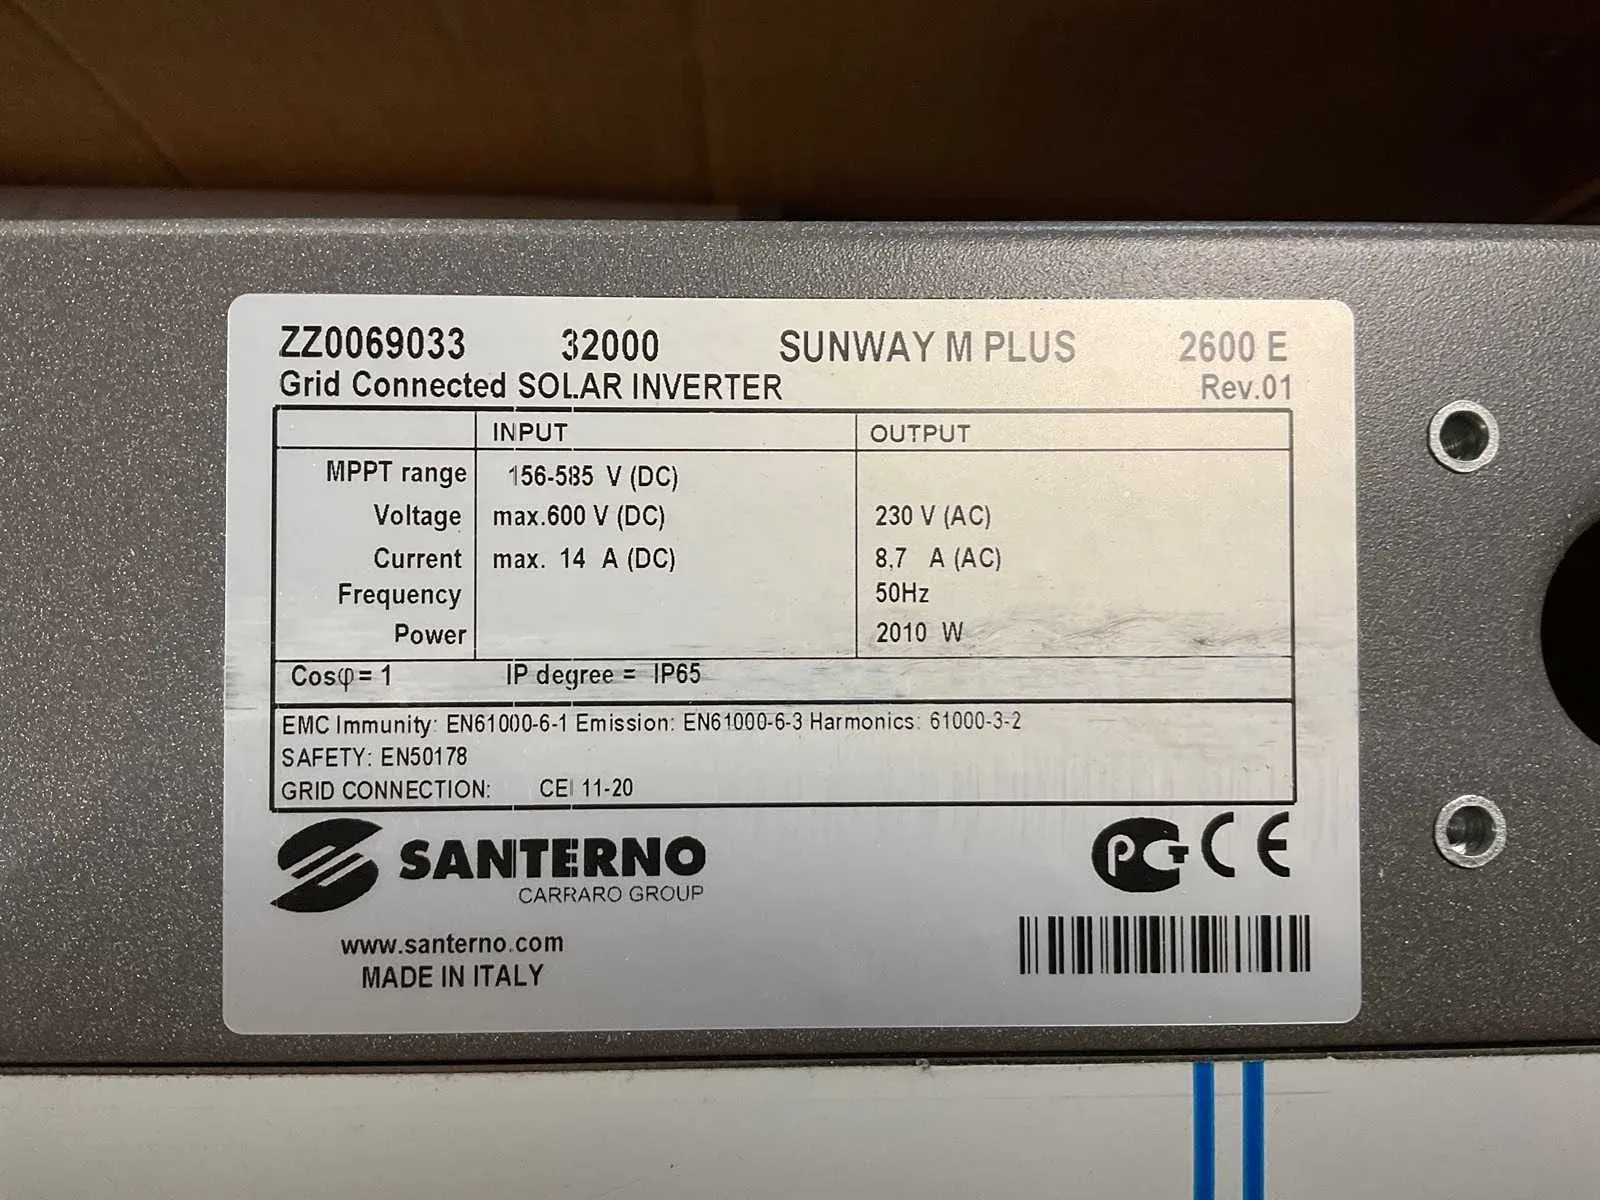 ZZ0069033 32000 SUNWAY M PLUS 2600 E
Grid Connected SOLAR INVERTER Rev.01
INPUT OUTPUT
MPPT range 156-585 V (DC)
Voltage max.600 V (DC) 230 V (AC)
Current max. 14 A (DC) 8,7 A (AC)
Frequency 50Hz
Power 2010 W
Cosφ= 1 IP degree = IP65
EMC Immunity: EN61000-6-1 Emission: EN61000-6-3 Harmonics: 61000-3-2
SAFETY: EN50178
GRID CONNECTION: CEI 11-20
SANTERNO
CARRARO GROUP
РСТ CE
www.santerno.com
MADE IN ITALY